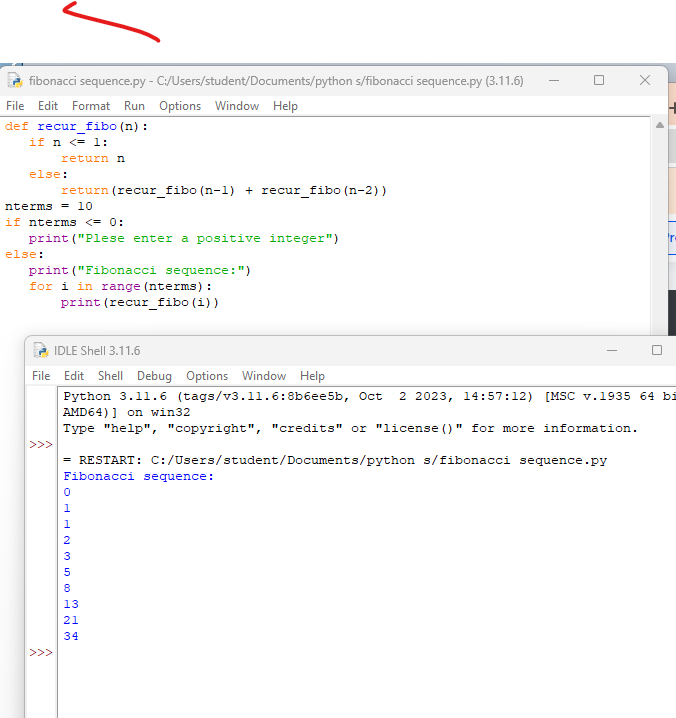 fibonacci sequence.py - C:/Users/student/Documents/python s/fibonacci sequence.py (3.11.6)
File Edit Format Run Options Window Help
def recur_fibo(n):
    if n <= 1:
        return n
    else:
        return(recur_fibo(n-1) + recur_fibo(n-2))
nterms = 10
if nterms <= 0:
    print("Plese enter a positive integer")
else:
    print("Fibonacci sequence:")
    for i in range(nterms):
        print(recur_fibo(i))
IDLE Shell 3.11.6
File Edit Shell Debug Options Window Help
Python 3.11.6 (tags/v3.11.6:8b6ee5b, Oct  2 2023, 14:57:12) [MSC v.1935 64 bi
AMD64)] on win32
Type "help", "copyright", "credits" or "license()" for more information.
>>>
= RESTART: C:/Users/student/Documents/python s/fibonacci sequence.py
Fibonacci sequence:
0
1
1
2
3
5
8
13
21
34
>>>